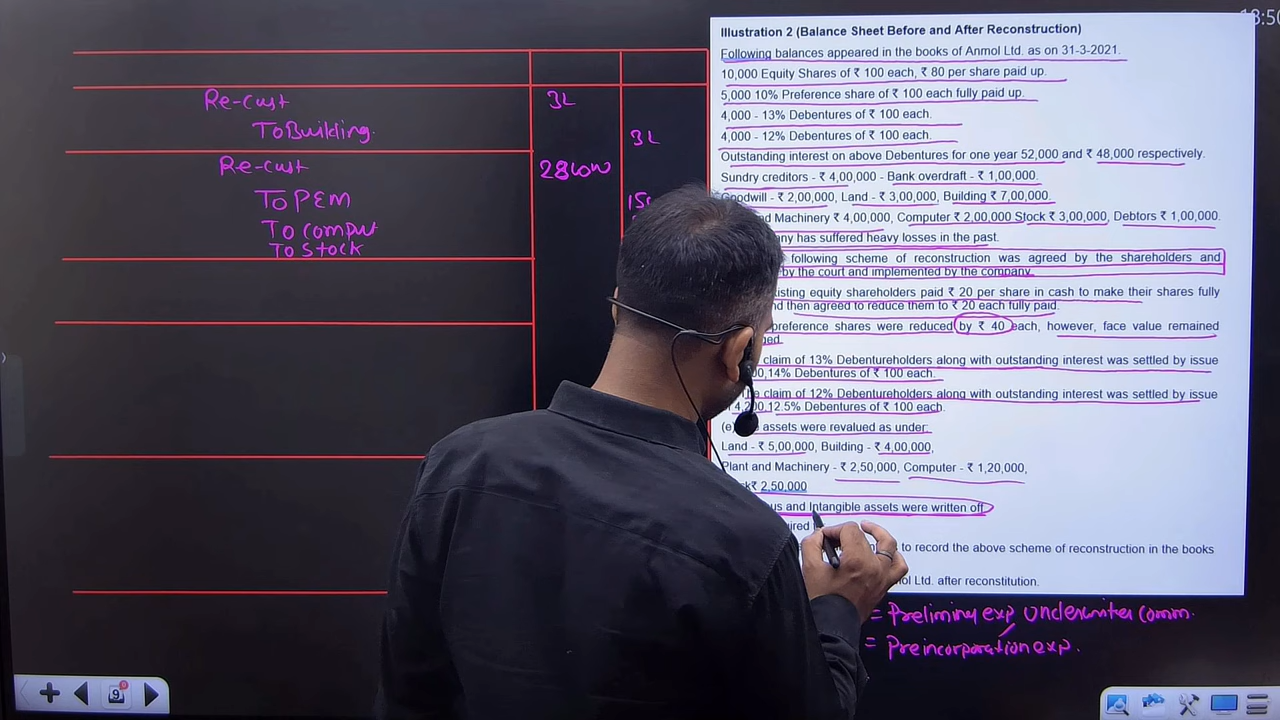 18:50
Illustration 2 (Balance Sheet Before and After Reconstruction)
Following balances appeared in the books of Anmol Ltd. as on 31-3-2021.
10,000 Equity Shares of ₹ 100 each, ₹ 80 per share paid up.
5,000 10% Preference share of ₹ 100 each fully paid up.
4,000 - 13% Debentures of ₹ 100 each.
4,000 - 12% Debentures of ₹ 100 each.
Outstanding interest on above Debentures for one year 52,000 and ₹ 48,000 respectively.
Sundry creditors - ₹ 4,00,000 - Bank overdraft - ₹ 1,00,000.
Goodwill - ₹ 2,00,000, Land - ₹ 3,00,000, Building ₹ 7,00,000.
Machinery ₹ 4,00,000, Computer ₹ 2,00,000 Stock ₹ 3,00,000, Debtors ₹ 1,00,000.
has suffered heavy losses in the past.
following scheme of reconstruction was agreed by the shareholders and
by the court and implemented by the company.
equity shareholders paid ₹ 20 per share in cash to make their shares fully
then agreed to reduce them to ₹ 20 each fully paid.
preference shares were reduced by ₹ 40 each, however, face value remained
claim of 13% Debentureholders along with outstanding interest was settled by issue
14% Debentures of ₹ 100 each.
claim of 12% Debentureholders along with outstanding interest was settled by issue
4,200 12.5% Debentures of ₹ 100 each.
(e) assets were revalued as under:
Land - ₹ 5,00,000, Building - ₹ 4,00,000,
Plant and Machinery - ₹ 2,50,000, Computer - ₹ 1,20,000,
₹ 2,50,000
and Intangible assets were written off.
to record the above scheme of reconstruction in the books
Ltd. after reconstitution.
= Preliminy exp underwriter comm.
= Preincorporation exp.
Re-cust 3L
To Building. 3L
Re-cust 28
To P&M
To comput
To Stock
9